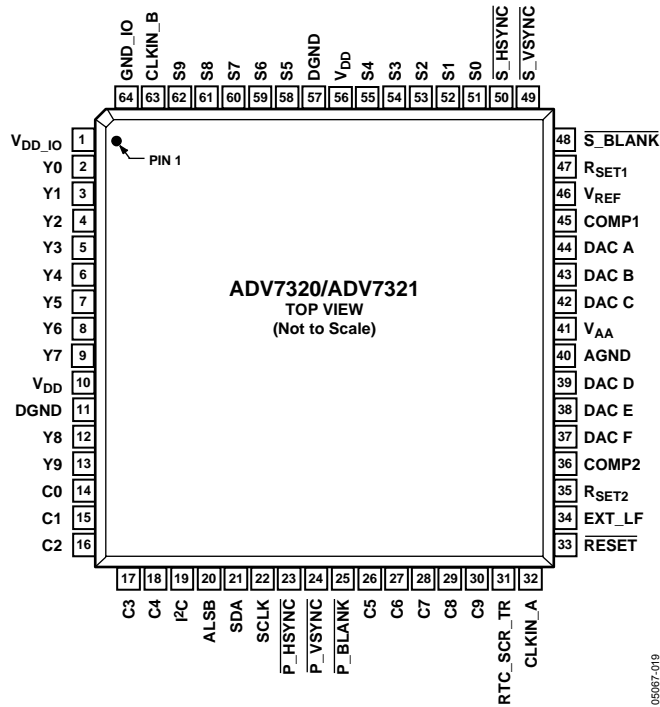 GND_IO
CLKIN_B
S9
S8
S7
S6
S5
DGND
VDD
S4
S3
S2
S1
S0
S_HSYNC
S_VSYNC
64 63 62 61 60 59 58 57 56 55 54 53 52 51 50 49
VDD_IO 1
PIN 1
Y0 2
Y1 3
Y2 4
Y3 5
Y4 6
Y5 7
Y6 8
Y7 9
VDD 10
DGND 11
Y8 12
Y9 13
C0 14
C1 15
C2 16
ADV7320/ADV7321
TOP VIEW
(Not to Scale)
48 S_BLANK
47 RSET1
46 VREF
45 COMP1
44 DAC A
43 DAC B
42 DAC C
41 VAA
40 AGND
39 DAC D
38 DAC E
37 DAC F
36 COMP2
35 RSET2
34 EXT_LF
33 RESET
17 18 19 20 21 22 23 24 25 26 27 28 29 30 31 32
C3
C4
I2C
ALSB
SDA
SCLK
P_HSYNC
P_VSYNC
P_BLANK
C5
C6
C7
C8
C9
RTC_SCR_TR
CLKIN_A
05067-019